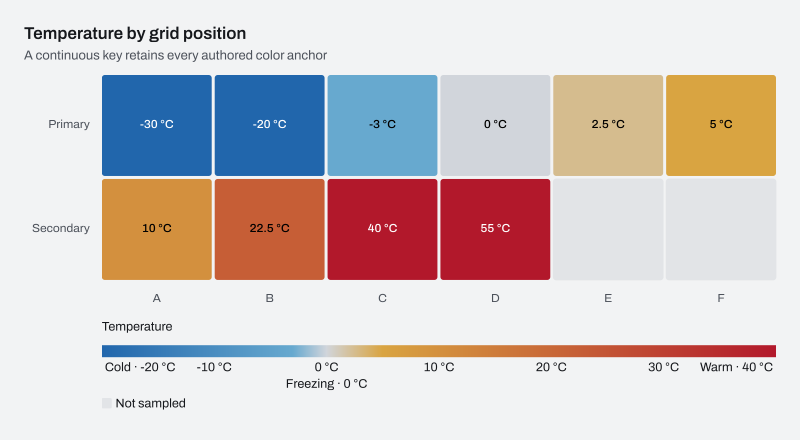 Temperature by grid position
A continuous key retains every authored color anchor
Primary -30 °C -20 °C -3 °C 0 °C 2.5 °C 5 °C
Secondary 10 °C 22.5 °C 40 °C 55 °C
A B C D E F
Temperature
Cold · -20 °C -10 °C 0 °C 10 °C 20 °C 30 °C Warm · 40 °C
Freezing · 0 °C
Not sampled